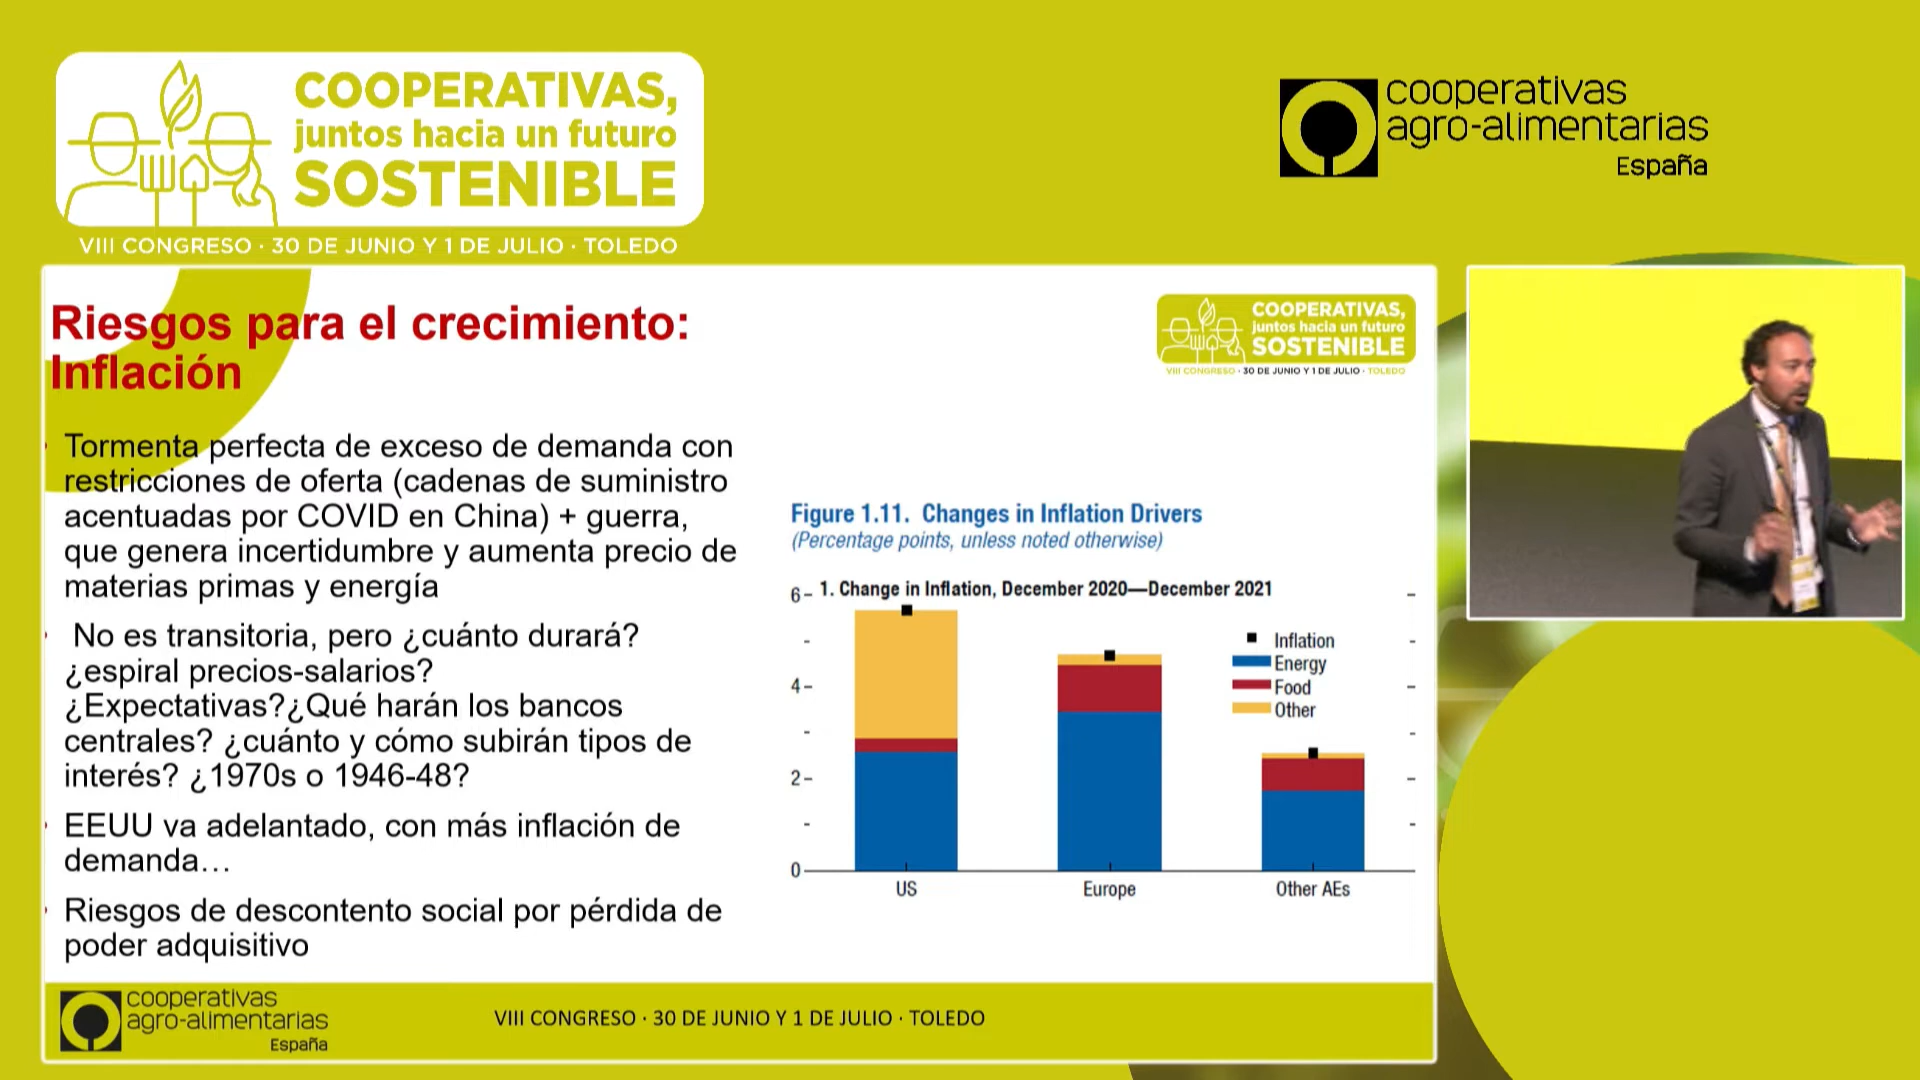 COOPERATIVAS,
juntos hacia un futuro
SOSTENIBLE
VIII CONGRESO · 30 DE JUNIO Y 1 DE JULIO · TOLEDO
cooperativas
agro-alimentarias
España
Riesgos para el crecimiento:
Inflación
COOPERATIVAS,
juntos hacia un futuro
SOSTENIBLE
VIII CONGRESO · 30 DE JUNIO Y 1 DE JULIO · TOLEDO
Tormenta perfecta de exceso de demanda con
restricciones de oferta (cadenas de suministro
acentuadas por COVID en China) + guerra,
que genera incertidumbre y aumenta precio de
materias primas y energía
No es transitoria, pero ¿cuánto durará?
¿espiral precios-salarios?
¿Expectativas?¿Qué harán los bancos
centrales? ¿cuánto y cómo subirán tipos de
interés? ¿1970s o 1946-48?
EEUU va adelantado, con más inflación de
demanda…
Riesgos de descontento social por pérdida de
poder adquisitivo
Figure 1.11. Changes in Inflation Drivers
(Percentage points, unless noted otherwise)
1. Change in Inflation, December 2020—December 2021
6
4
2
0
Inflation
Energy
Food
Other
US
Europe
Other AEs
cooperativas
agro-alimentarias
España
VIII CONGRESO · 30 DE JUNIO Y 1 DE JULIO · TOLEDO